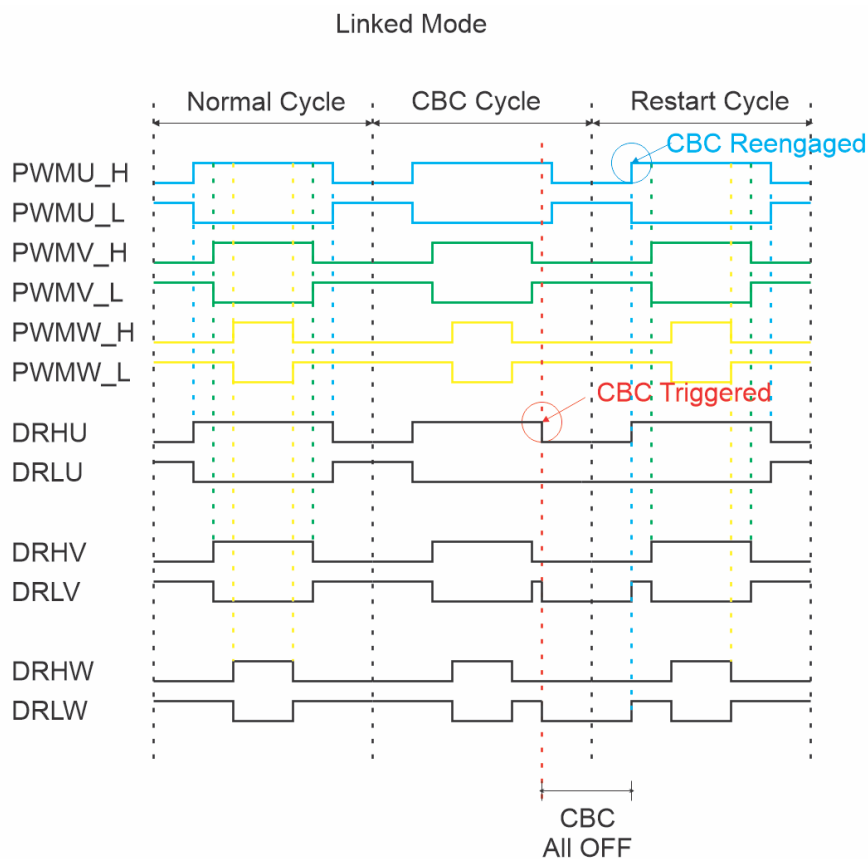 Linked Mode
Normal Cycle CBC Cycle Restart Cycle
CBC Reengaged
PWMU_H
PWMU_L
PWMV_H
PWMV_L
PWMW_H
PWMW_L
CBC Triggered
DRHU
DRLU
DRHV
DRLV
DRHW
DRLW
CBC
All OFF